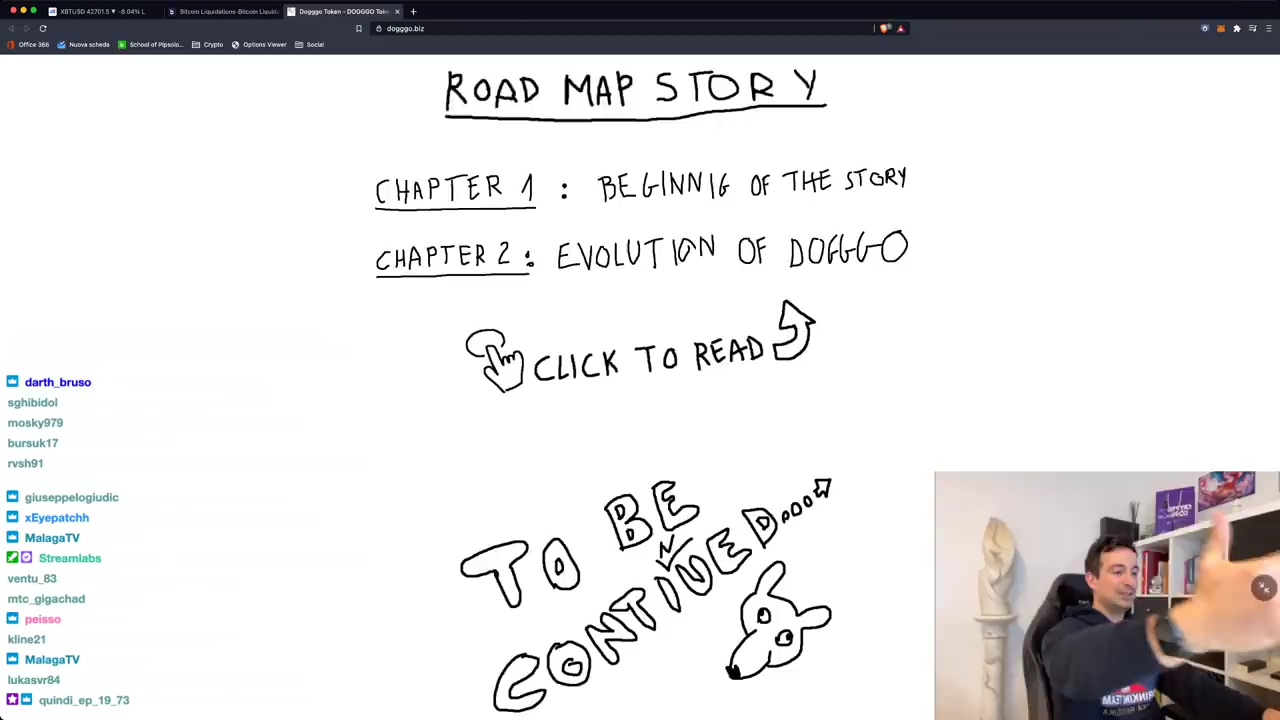 XBTUSD 42701.5 ▼ -8.04% L
Bitcoin Liquidations-Bitcoin Liquid
Dogggo Token - DOGGGO Toke
dogggo.biz
Office 365
Nuova scheda
School of Pipsolo...
Crypto
Options Viewer
Social
ROAD MAP STORY
CHAPTER 1 : BEGINNIG OF THE STORY
CHAPTER 2 : EVOLUTION OF DOGGGO
CLICK TO READ
TO BE
CONTINUED....
darth_bruso
sghibidol
mosky979
bursuk17
rvsh91
giuseppelogiudic
xEyepatchh
MalagaTV
Streamlabs
ventu_83
mtc_gigachad
peisso
kline21
MalagaTV
lukasvr84
quindi_ep_19_73